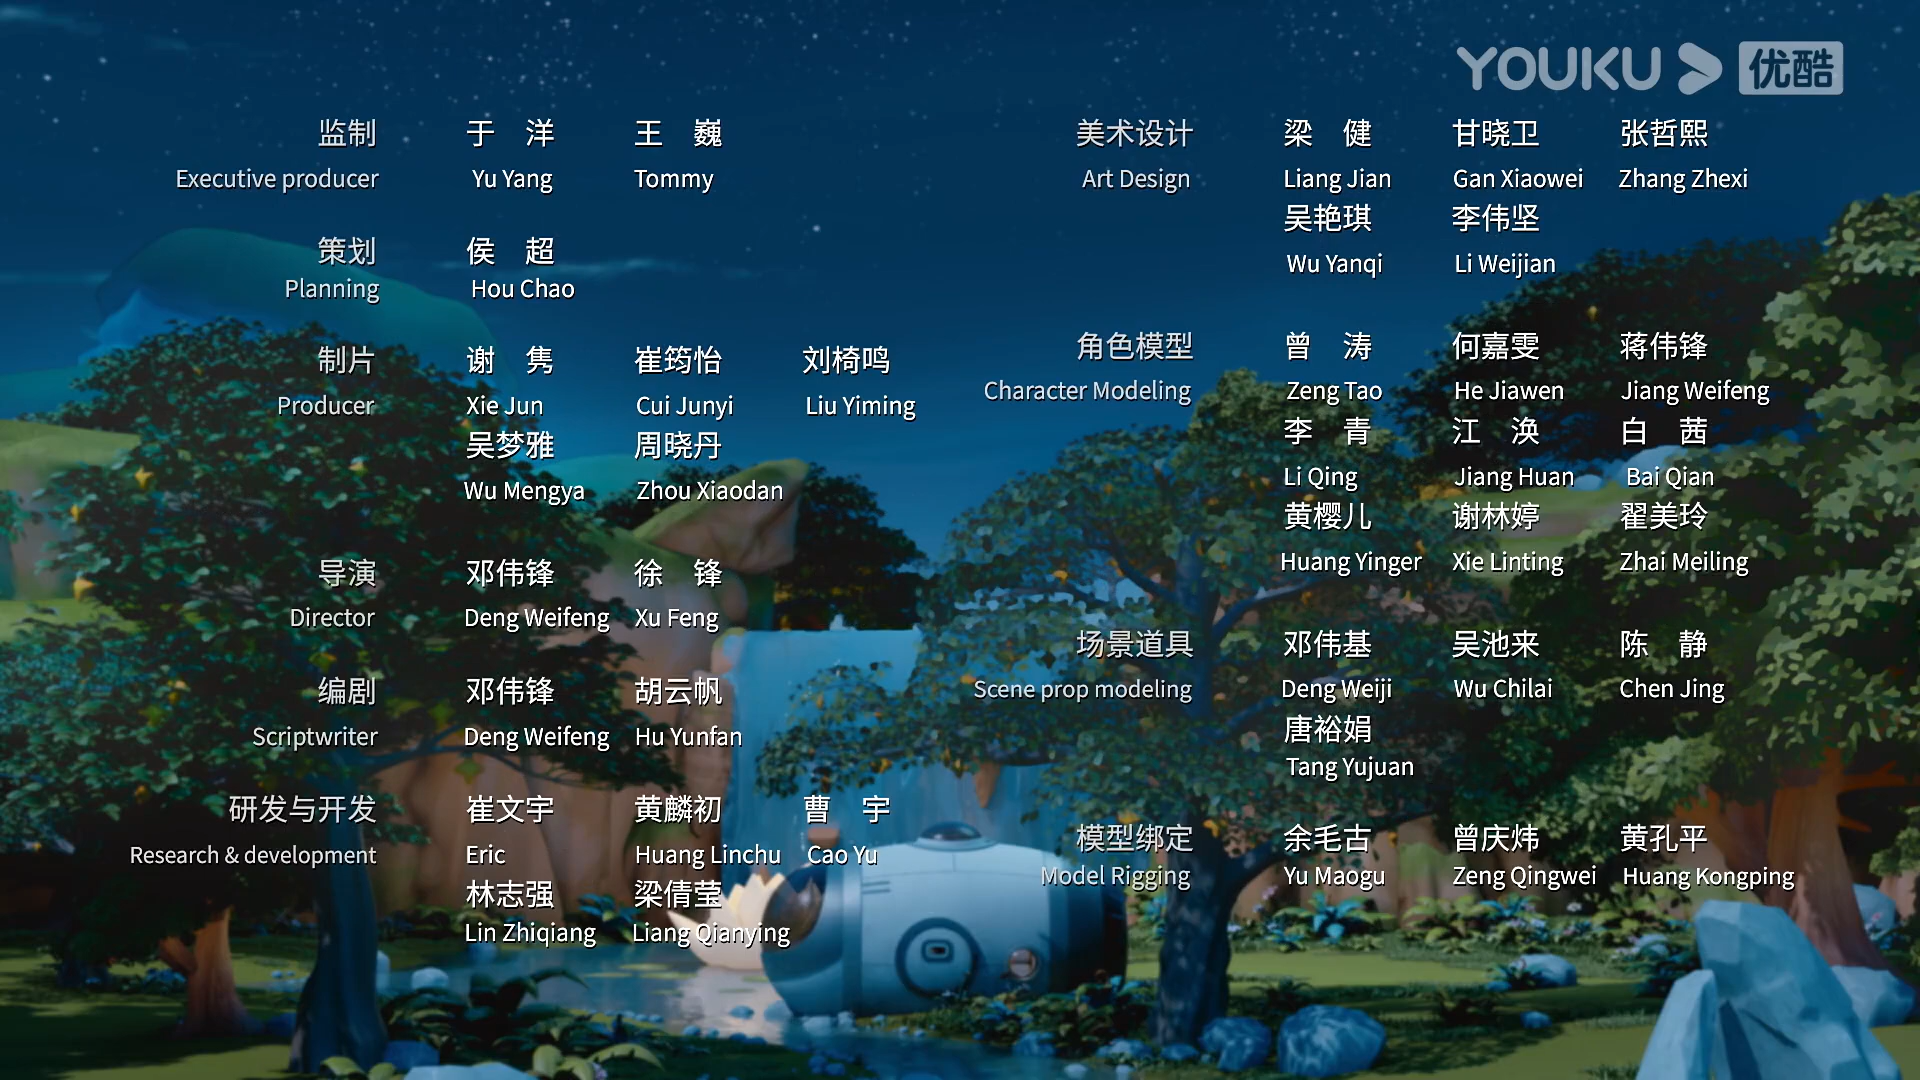 YOUKU 优酷
监制 于 洋 王 巍
Executive producer Yu Yang Tommy
策划 侯 超
Planning Hou Chao
制片 谢 隽 崔筠怡 刘椅鸣
Producer Xie Jun Cui Junyi Liu Yiming
吴梦雅 周晓丹
Wu Mengya Zhou Xiaodan
导演 邓伟锋 徐 锋
Director Deng Weifeng Xu Feng
编剧 邓伟锋 胡云帆
Scriptwriter Deng Weifeng Hu Yunfan
研发与开发 崔文宇 黄麟初 曹 宇
Research & development Eric Huang Linchu Cao Yu
林志强 梁倩莹
Lin Zhiqiang Liang Qianying
美术设计 梁 健 甘晓卫 张哲熙
Art Design Liang Jian Gan Xiaowei Zhang Zhexi
吴艳琪 李伟坚
Wu Yanqi Li Weijian
角色模型 曾 涛 何嘉雯 蒋伟锋
Character Modeling Zeng Tao He Jiawen Jiang Weifeng
李 青 江 涣 白 茜
Li Qing Jiang Huan Bai Qian
黄樱儿 谢林婷 翟美玲
Huang Yinger Xie Linting Zhai Meiling
场景道具 邓伟基 吴池来 陈 静
Scene prop modeling Deng Weiji Wu Chilai Chen Jing
唐裕娟
Tang Yujuan
模型绑定 余毛古 曾庆炜 黄孔平
Model Rigging Yu Maogu Zeng Qingwei Huang Kongping